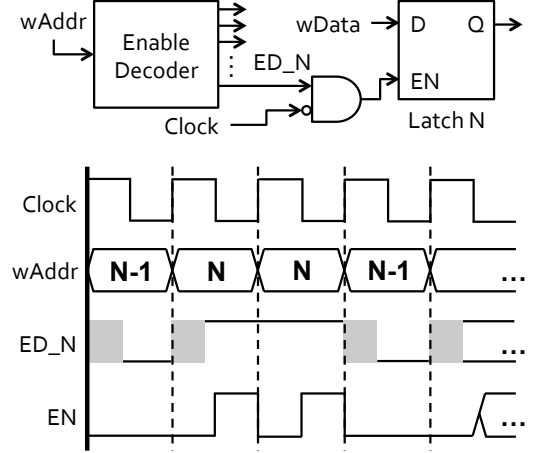 wAddr
Enable
Decoder
ED_N
Clock
wData
D Q
EN
Latch N
Clock
wAddr N-1 N N N-1 ...
ED_N ...
EN ...